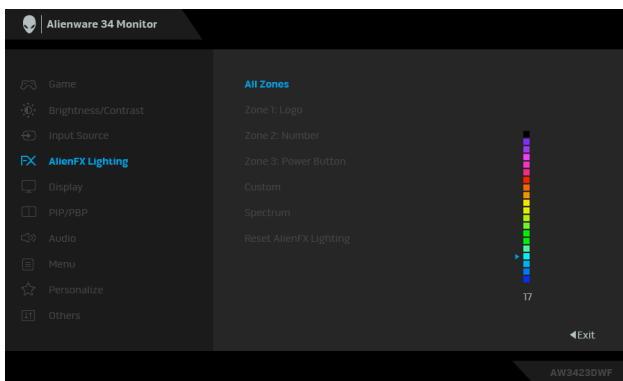 Alienware 34 Monitor
Game
Brightness/Contrast
Input Source
FX AlienFX Lighting
Display
PIP/PBP
Audio
Menu
Personalize
Others
All Zones
Zone 1: Logo
Zone 2: Number
Zone 3: Power Button
Custom
Spectrum
Reset AlienFX Lighting
17
Exit
AW3423DWF